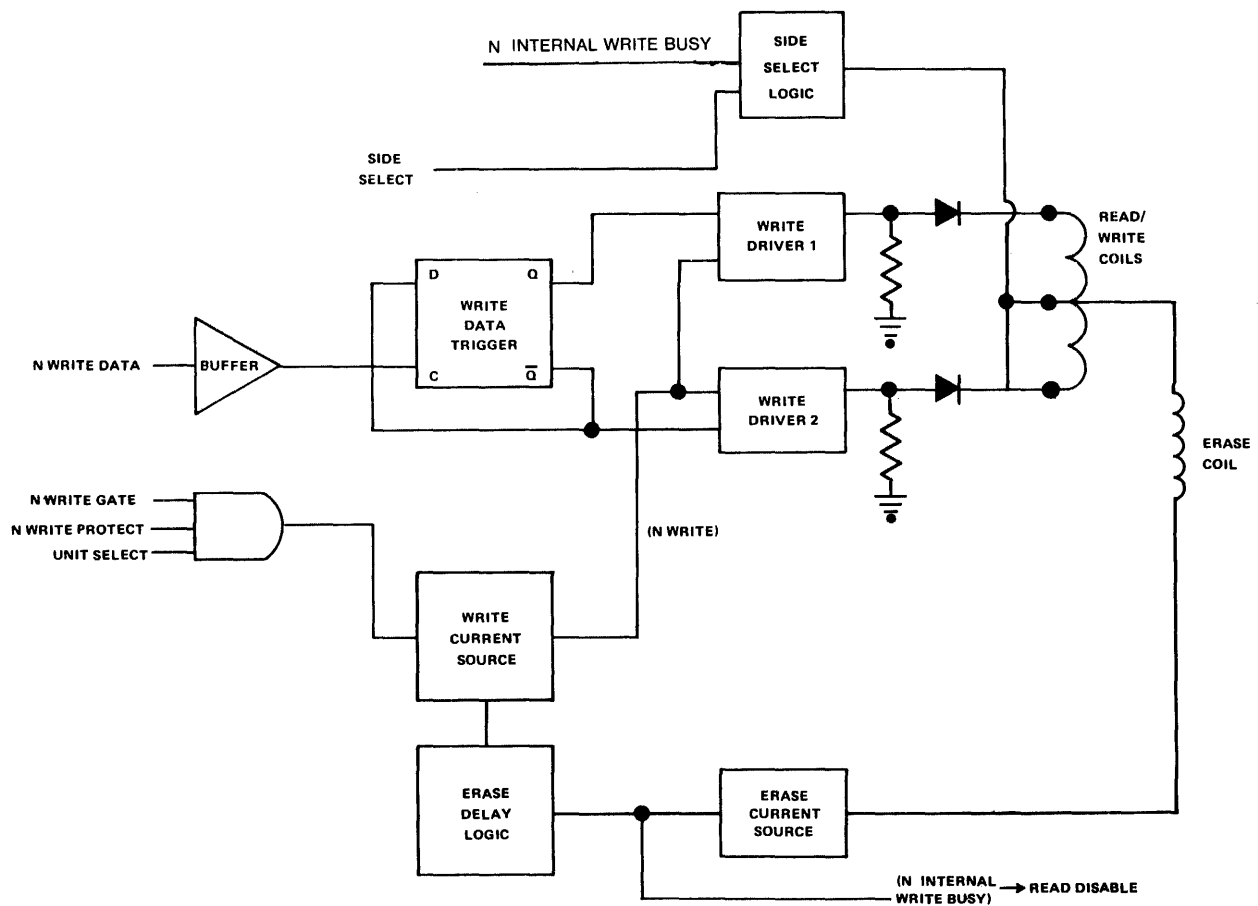 N INTERNAL WRITE BUSY
SIDE
SELECT
LOGIC
SIDE
SELECT
WRITE
DRIVER 1
READ/
WRITE
COILS
D
Q
WRITE
DATA
TRIGGER
C
Q̅
N WRITE DATA
BUFFER
WRITE
DRIVER 2
ERASE
COIL
N WRITE GATE
N WRITE PROTECT
UNIT SELECT
(N WRITE)
WRITE
CURRENT
SOURCE
ERASE
DELAY
LOGIC
ERASE
CURRENT
SOURCE
(N INTERNAL
WRITE BUSY)
READ DISABLE